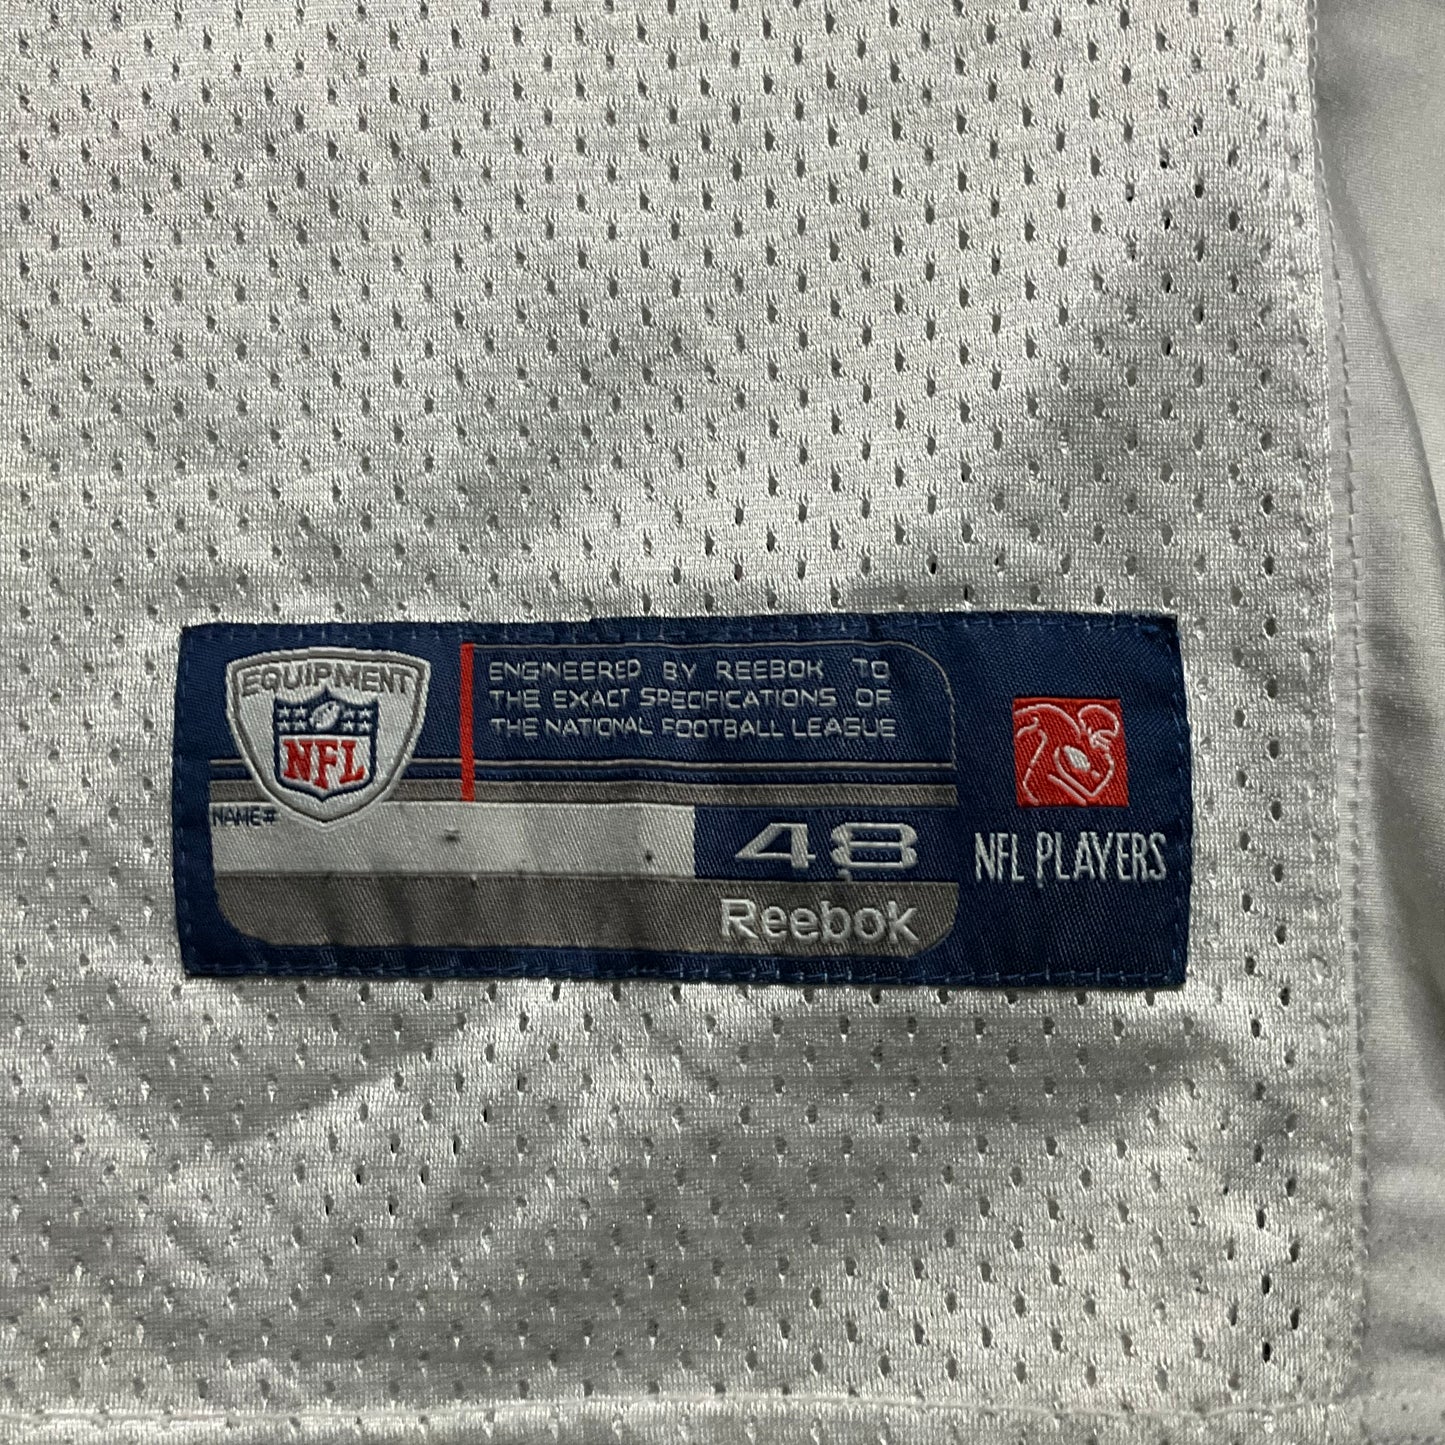 EQUIPMENT
NFL
ENGINEERED BY REEBOK TO
THE EXACT SPECIFICATIONS OF
THE NATIONAL FOOTBALL LEAGUE
NAME#
48
Reebok
NFL PLAYERS